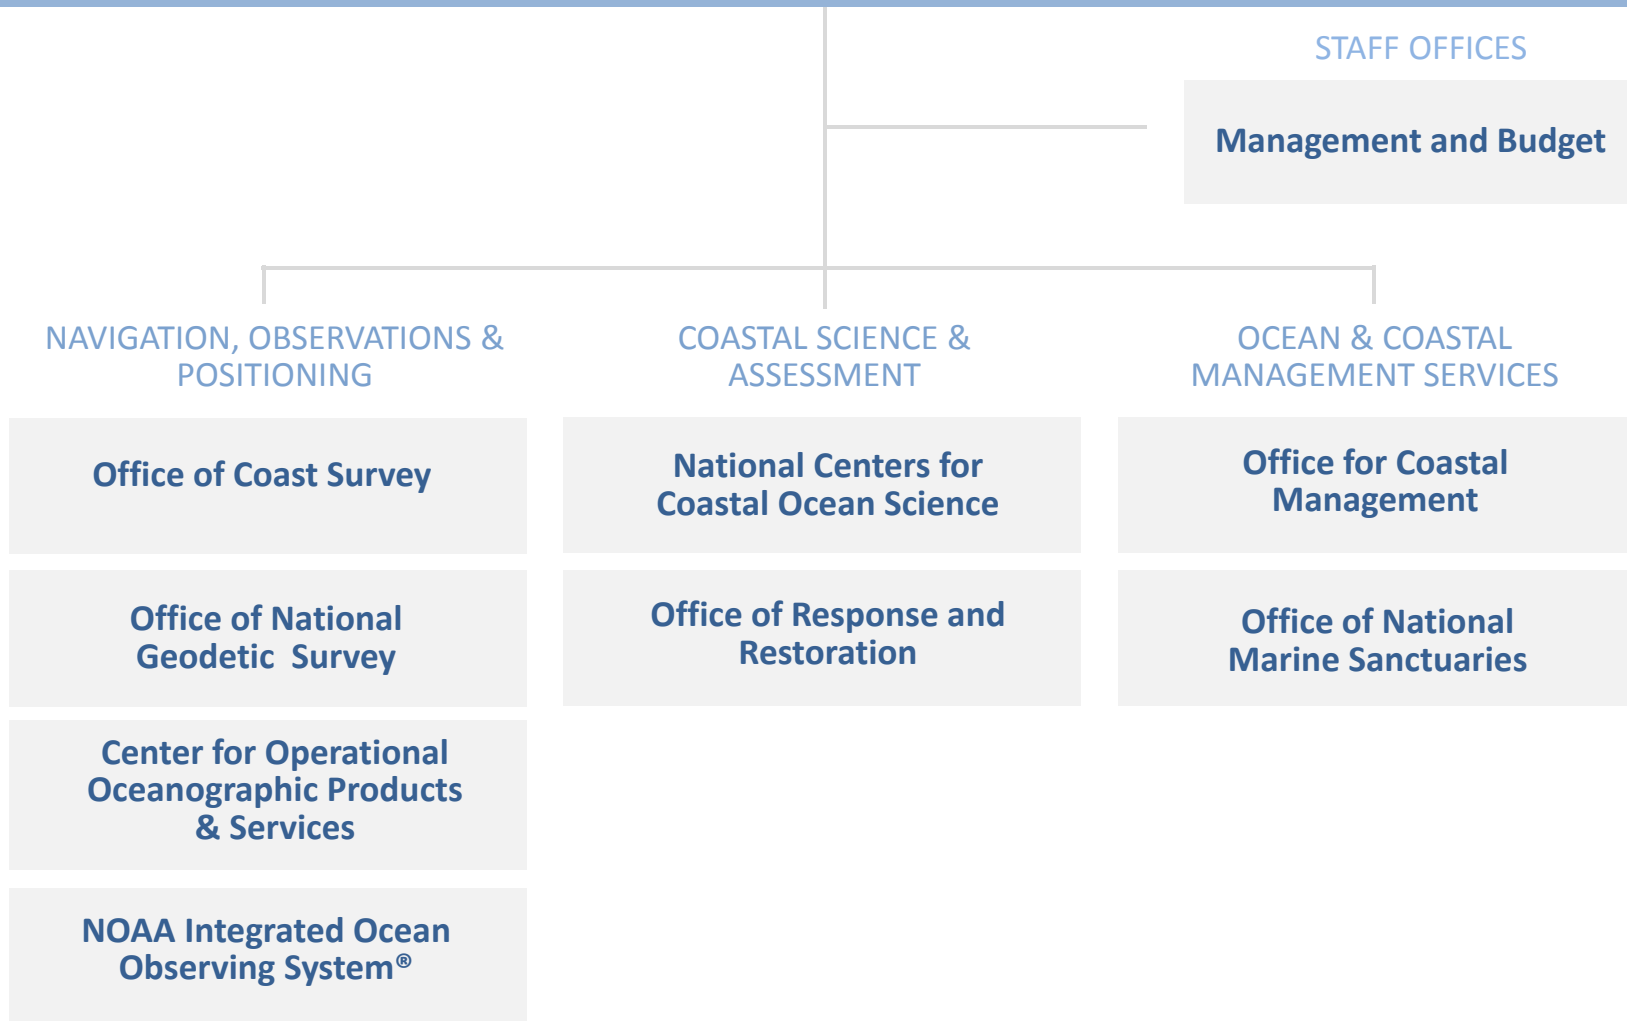 STAFF OFFICES
Management and Budget
NAVIGATION, OBSERVATIONS &
POSITIONING
Office of Coast Survey
Office of National
Geodetic  Survey
Center for Operational
Oceanographic Products
& Services
NOAA Integrated Ocean
Observing System®
COASTAL SCIENCE &
ASSESSMENT
National Centers for
Coastal Ocean Science
Office of Response and
Restoration
OCEAN & COASTAL
MANAGEMENT SERVICES
Office for Coastal
Management
Office of National
Marine Sanctuaries